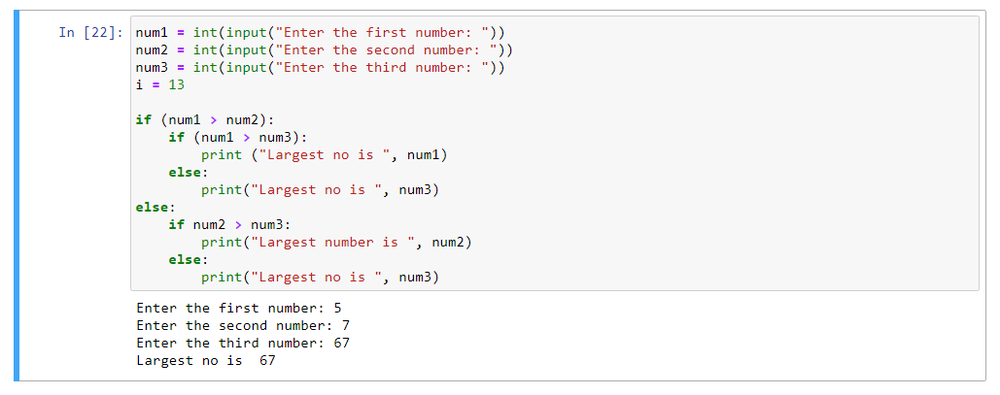 In [22]: num1 = int(input("Enter the first number: "))
num2 = int(input("Enter the second number: "))
num3 = int(input("Enter the third number: "))
i = 13

if (num1 > num2):
    if (num1 > num3):
        print ("Largest no is ", num1)
    else:
        print("Largest no is ", num3)
else:
    if num2 > num3:
        print("Largest number is ", num2)
    else:
        print("Largest no is ", num3)
Enter the first number: 5
Enter the second number: 7
Enter the third number: 67
Largest no is  67